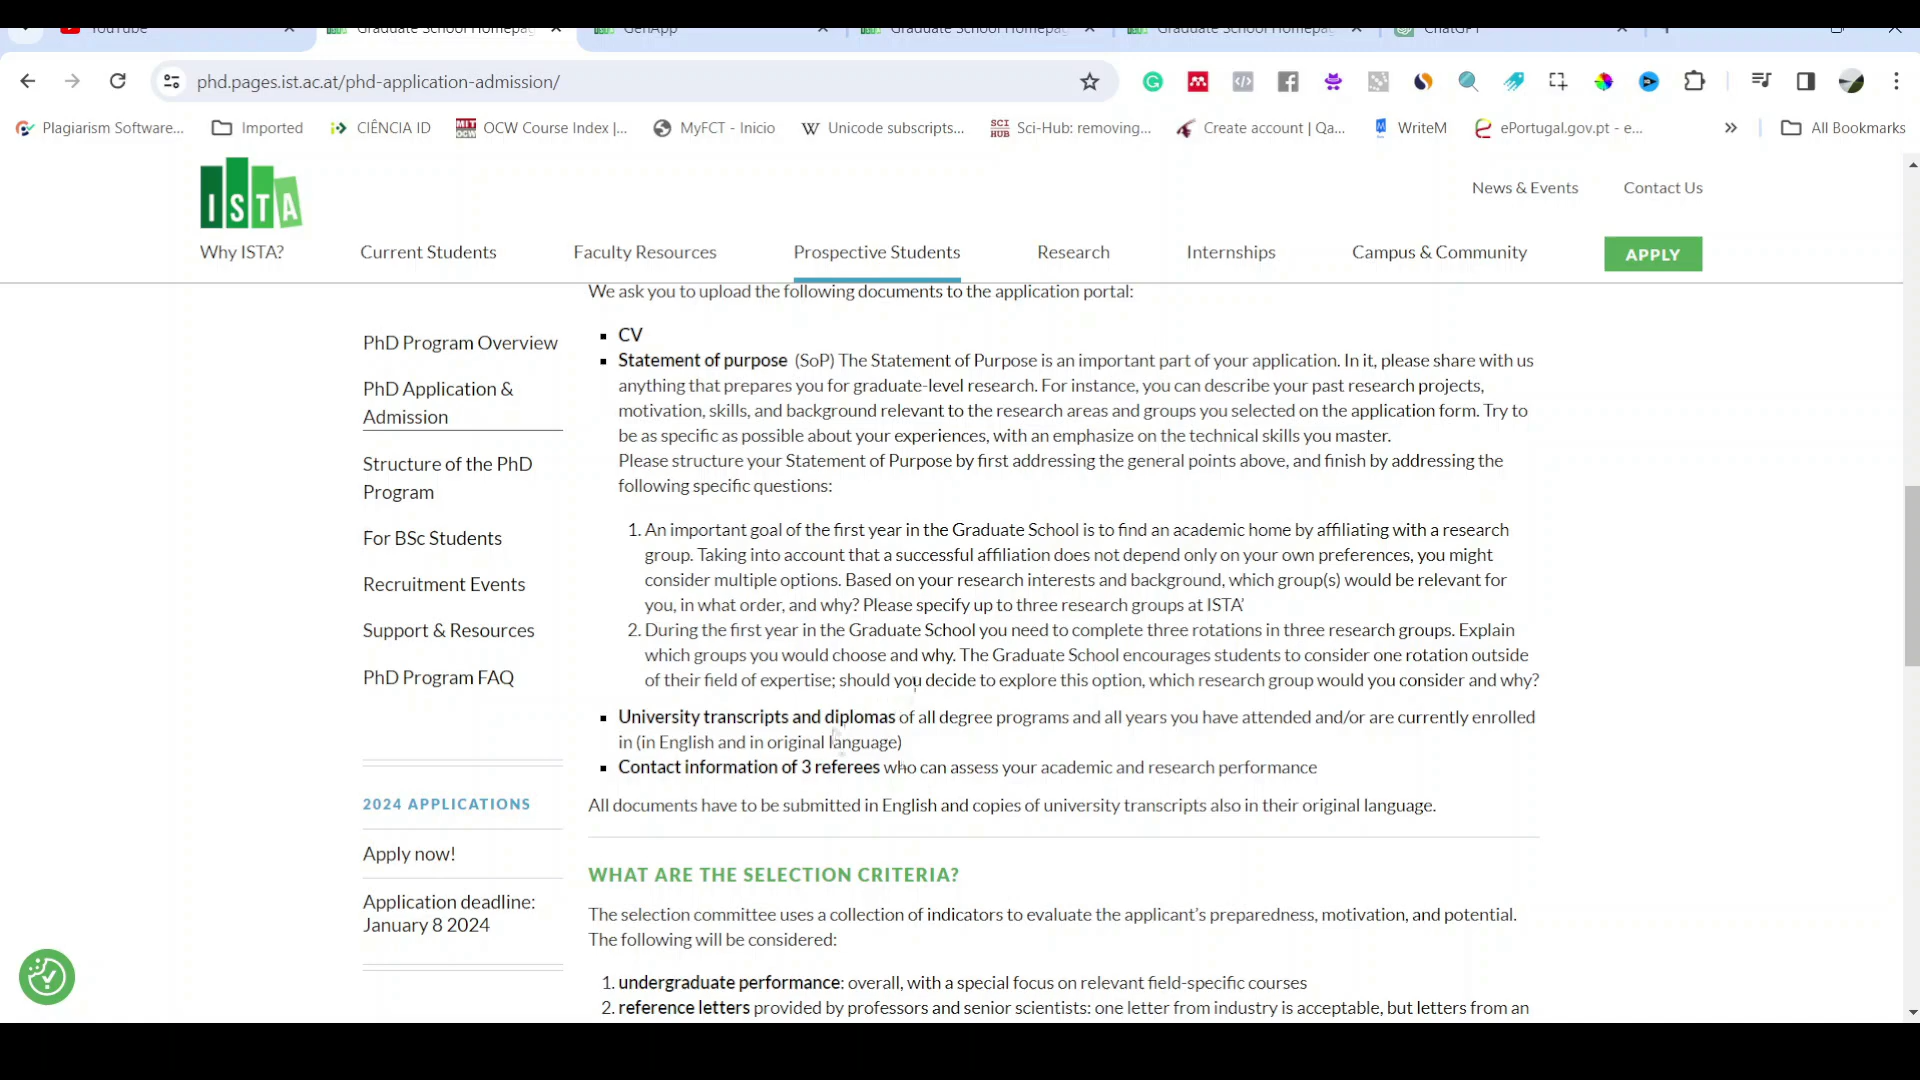 YouTube
Graduate School Homepag
GenApp
Graduate School Homepag
Graduate School Homepag
ChatGPT
phd.pages.ist.ac.at/phd-application-admission/
Plagiarism Software...
Imported
CIÊNCIA ID
OCW Course Index |...
MyFCT - Inicio
Unicode subscripts...
Sci-Hub: removing...
Create account | Qa...
WriteM
ePortugal.gov.pt - e...
All Bookmarks
ISTA
News & Events
Contact Us
Why ISTA?
Current Students
Faculty Resources
Prospective Students
Research
Internships
Campus & Community
APPLY
PhD Program Overview
PhD Application &
Admission
Structure of the PhD
Program
For BSc Students
Recruitment Events
Support & Resources
PhD Program FAQ
2024 APPLICATIONS
Apply now!
Application deadline:
January 8 2024
We ask you to upload the following documents to the application portal:
CV
Statement of purpose (SoP) The Statement of Purpose is an important part of your application. In it, please share with us
anything that prepares you for graduate-level research. For instance, you can describe your past research projects,
motivation, skills, and background relevant to the research areas and groups you selected on the application form. Try to
be as specific as possible about your experiences, with an emphasize on the technical skills you master.
Please structure your Statement of Purpose by first addressing the general points above, and finish by addressing the
following specific questions:
1. An important goal of the first year in the Graduate School is to find an academic home by affiliating with a research
group. Taking into account that a successful affiliation does not depend only on your own preferences, you might
consider multiple options. Based on your research interests and background, which group(s) would be relevant for
you, in what order, and why? Please specify up to three research groups at ISTA’
2. During the first year in the Graduate School you need to complete three rotations in three research groups. Explain
which groups you would choose and why. The Graduate School encourages students to consider one rotation outside
of their field of expertise; should you decide to explore this option, which research group would you consider and why?
University transcripts and diplomas of all degree programs and all years you have attended and/or are currently enrolled
in (in English and in original language)
Contact information of 3 referees who can assess your academic and research performance
All documents have to be submitted in English and copies of university transcripts also in their original language.
WHAT ARE THE SELECTION CRITERIA?
The selection committee uses a collection of indicators to evaluate the applicant’s preparedness, motivation, and potential.
The following will be considered:
1. undergraduate performance: overall, with a special focus on relevant field-specific courses
2. reference letters provided by professors and senior scientists: one letter from industry is acceptable, but letters from an